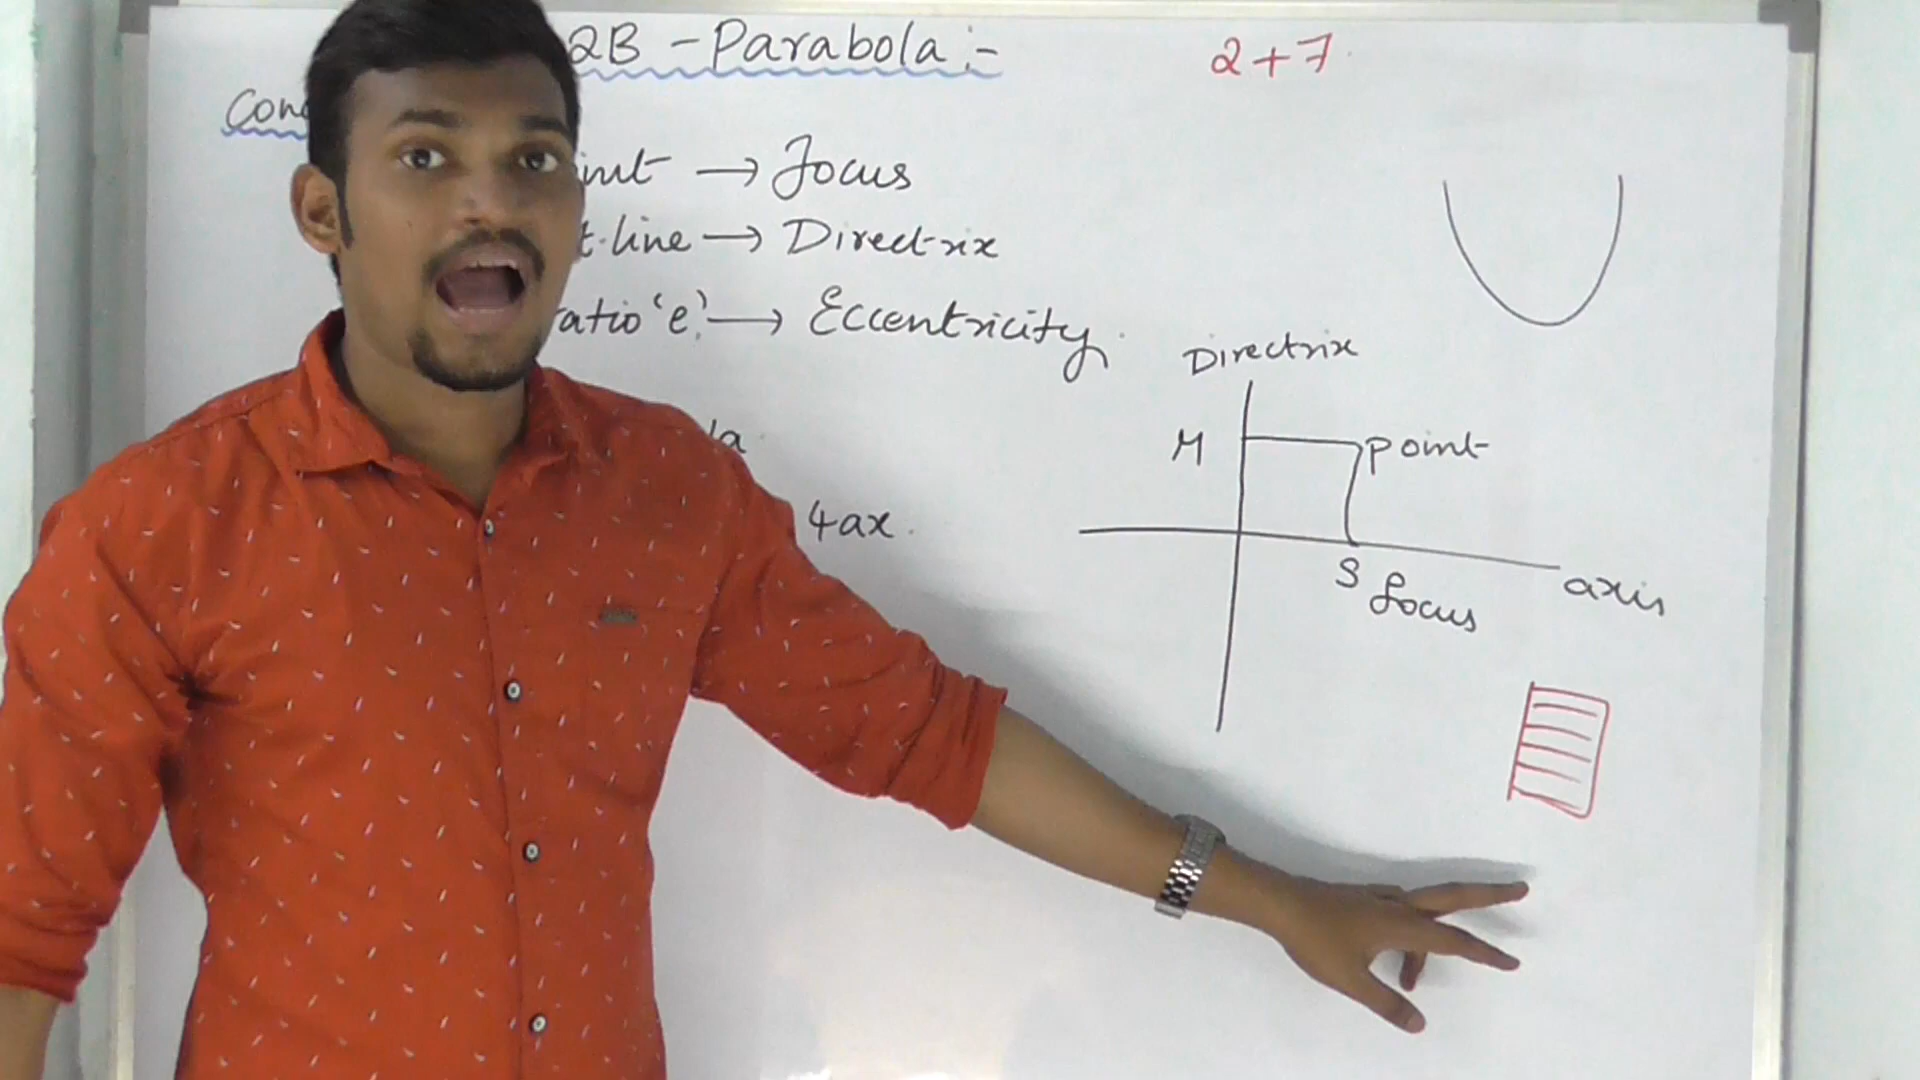 2B - Parabola :-
2+7
Con
int → Focus
t. line → Directrix
atio 'e' → Eccentricity
Directrix
la
M
point
4ax
S
focus
axis